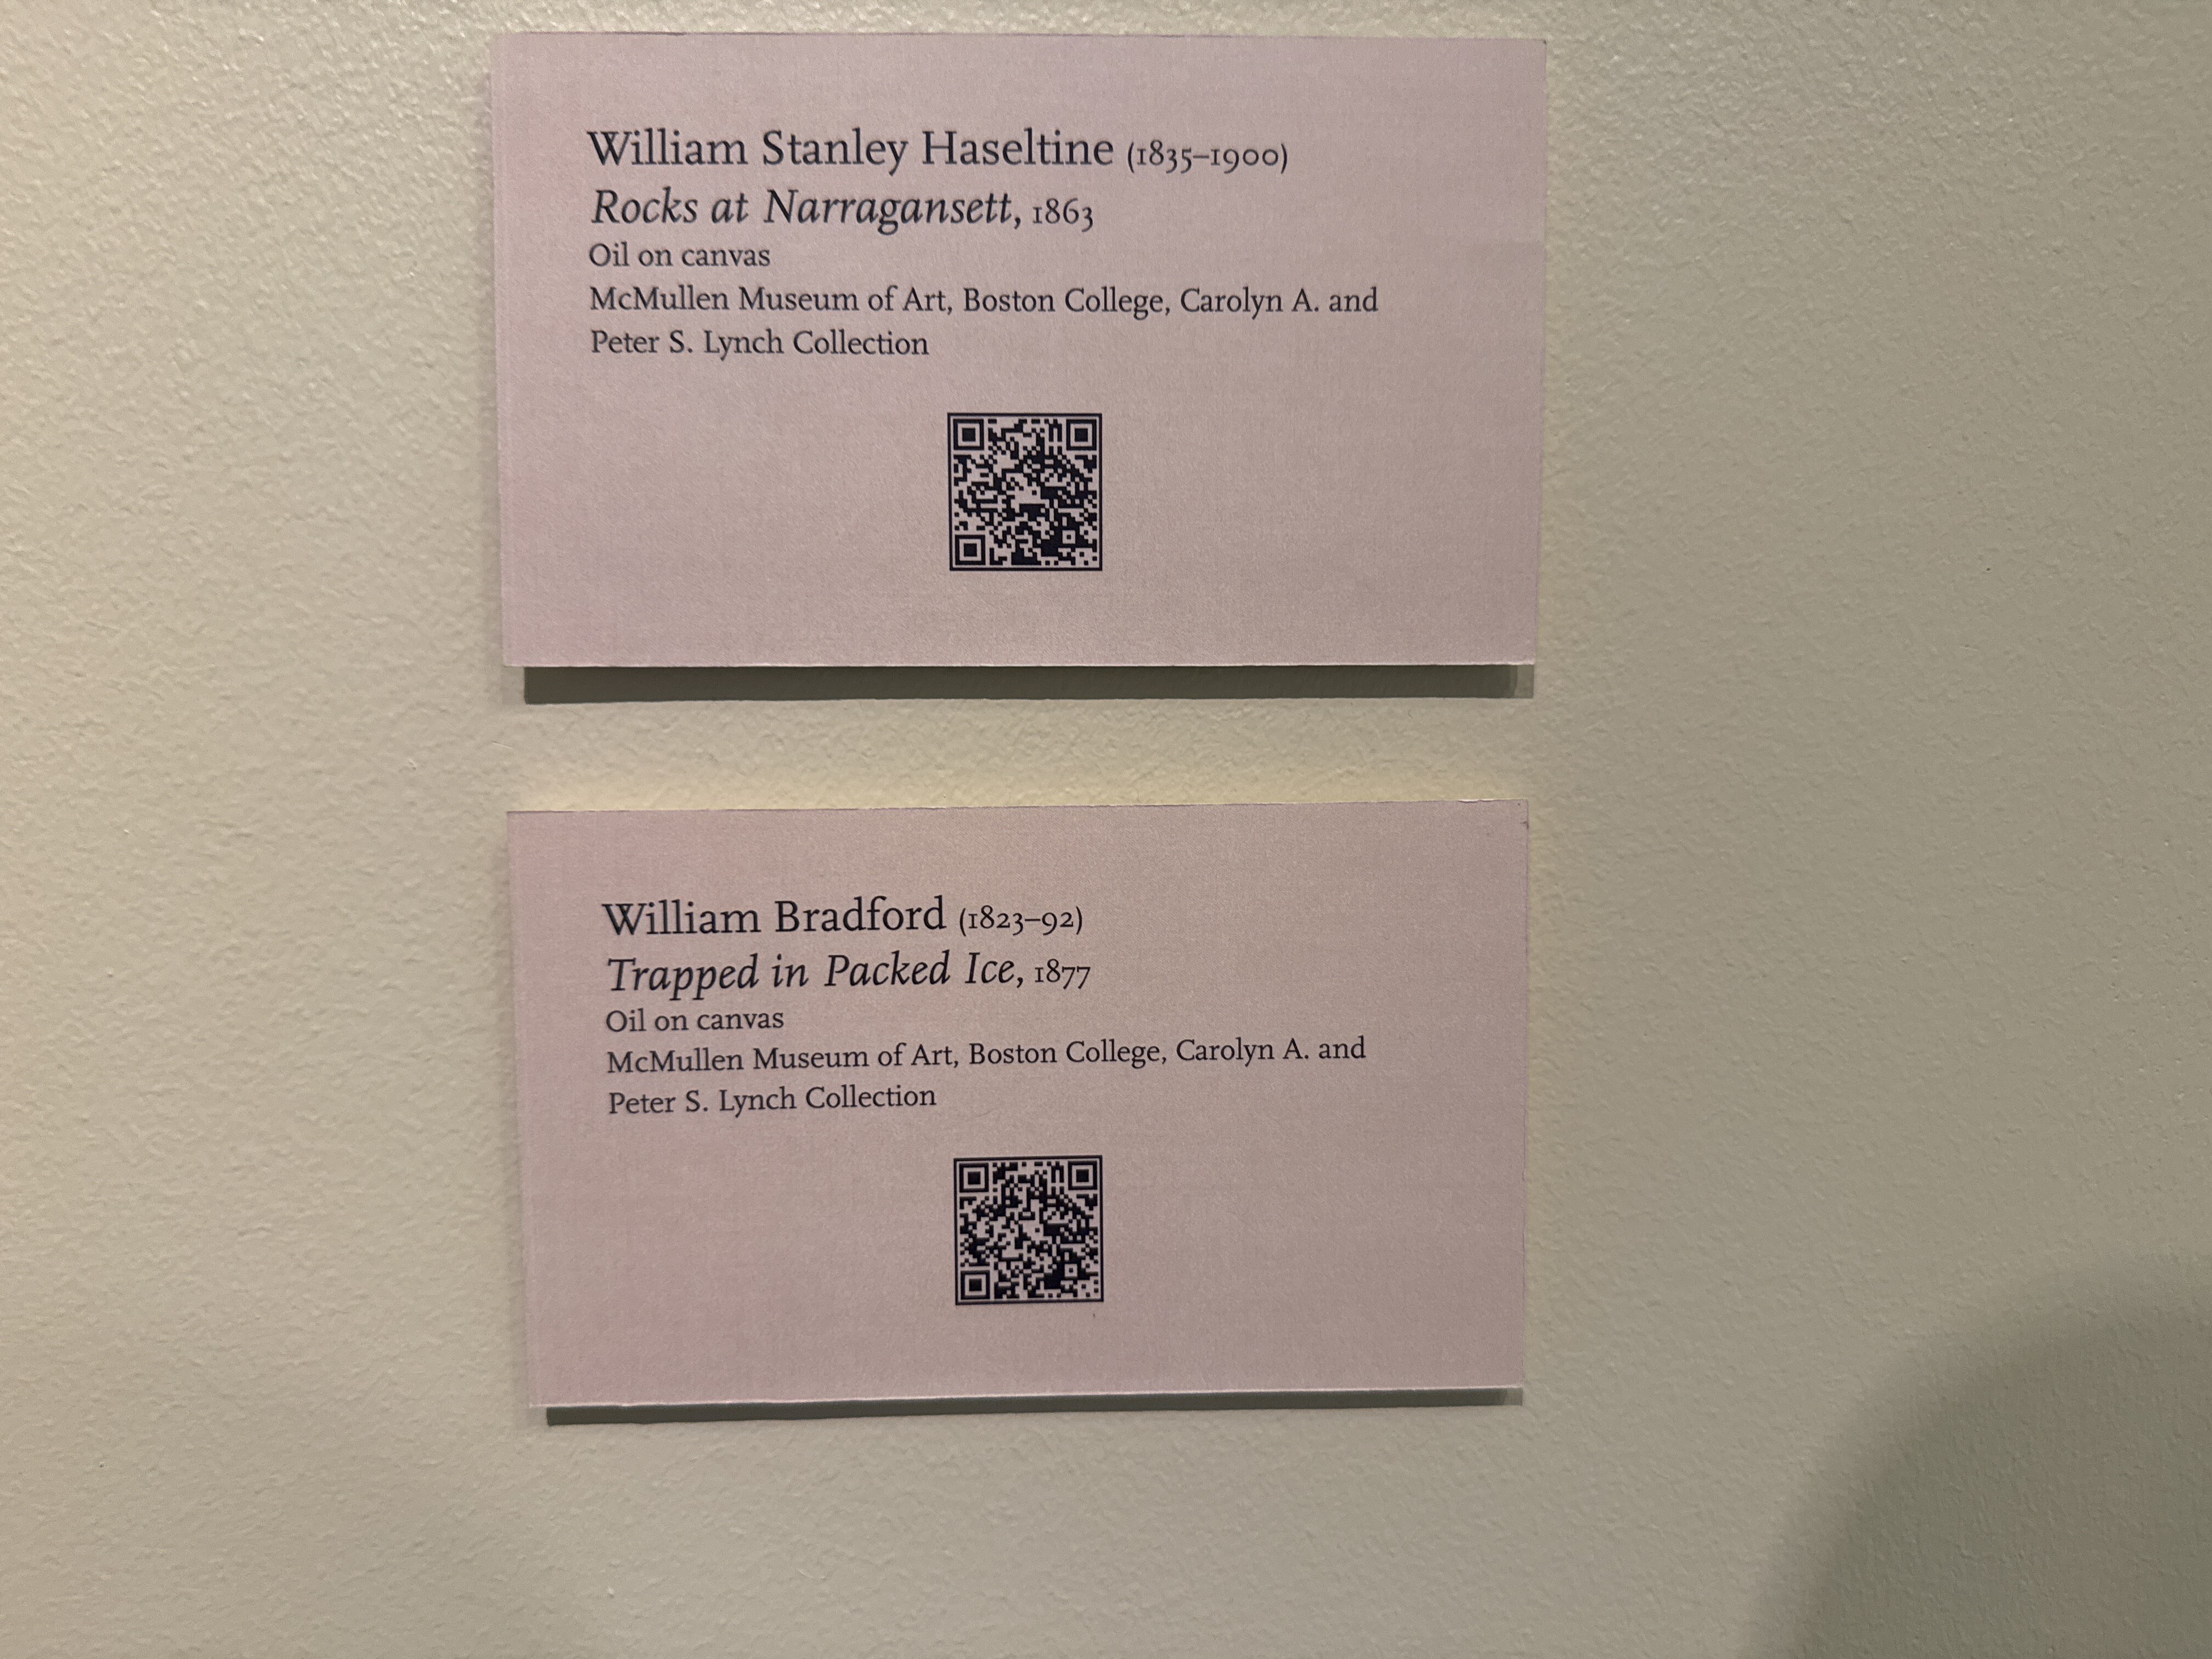 William Stanley Haseltine (1835–1900)
Rocks at Narragansett, 1863
Oil on canvas
McMullen Museum of Art, Boston College, Carolyn A. and
Peter S. Lynch Collection
William Bradford (1823–92)
Trapped in Packed Ice, 1877
Oil on canvas
McMullen Museum of Art, Boston College, Carolyn A. and
Peter S. Lynch Collection